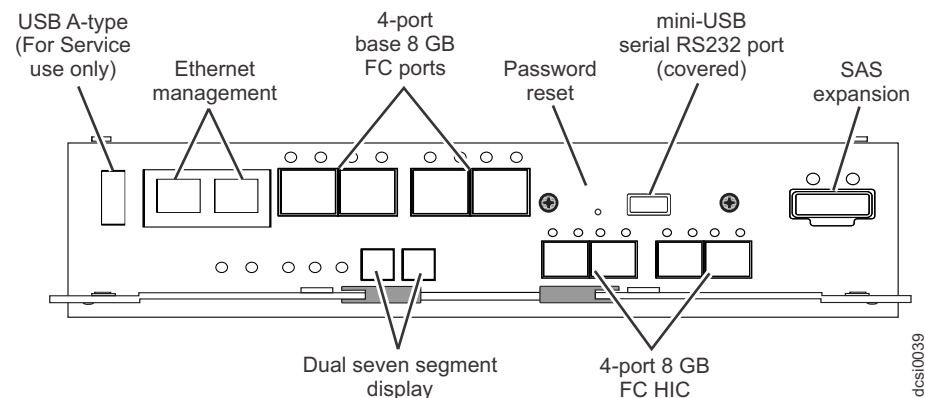 USB A-type
(For Service
use only)
Ethernet
management
4-port
base 8 GB
FC ports
Password
reset
mini-USB
serial RS232 port
(covered)
SAS
expansion
Dual seven segment
display
4-port 8 GB
FC HIC
dcsi0039